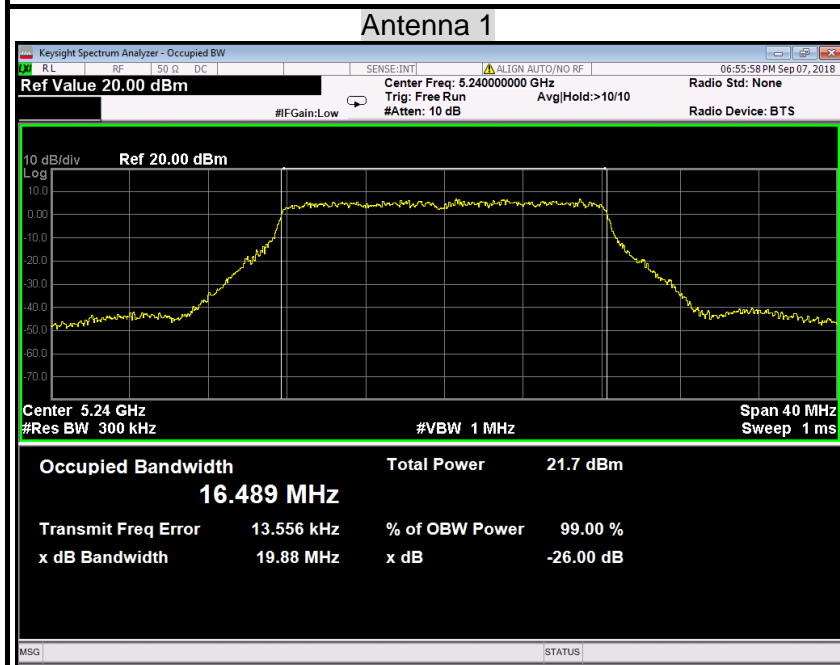 Antenna 1
Keysight Spectrum Analyzer - Occupied BW
LXI RL RF 50 Ω DC SENSE:INT ALIGN AUTO/NO RF 06:55:58 PM Sep 07, 2018
Ref Value 20.00 dBm Center Freq: 5.240000000 GHz Radio Std: None
Trig: Free Run Avg|Hold:>10/10
#IFGain:Low #Atten: 10 dB Radio Device: BTS
10 dB/div Ref 20.00 dBm
Log
10.0
0.00
-10.0
-20.0
-30.0
-40.0
-50.0
-60.0
-70.0
Center 5.24 GHz Span 40 MHz
#Res BW 300 kHz #VBW 1 MHz Sweep 1 ms
Occupied Bandwidth Total Power 21.7 dBm
16.489 MHz
Transmit Freq Error 13.556 kHz % of OBW Power 99.00 %
x dB Bandwidth 19.88 MHz x dB -26.00 dB
MSG STATUS